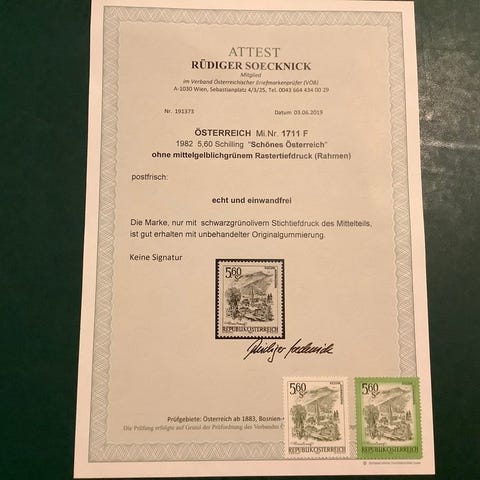 ATTEST
RÜDIGER SOECKNICK
Mitglied
im Verband Österreichischer Briefmarkenprüfer (VÖB)
A-1030 Wien, Sebastianplatz 4/3/25, Tel. 0043 664 434 00 29
Nr. 191373 Datum 03.06.2019
ÖSTERREICH Mi.Nr. 1711 F
1982 5,60 Schilling "Schönes Österreich"
ohne mittelgelblichgrünem Rastertiefdruck (Rahmen)
postfrisch:
echt und einwandfrei
Die Marke, nur mit schwarzgrünolivem Stichtiefdruck des Mittelteils,
ist gut erhalten mit unbehandelter Originalgummierung.
Keine Signatur
5.60
S
REPUBLIK ÖSTERREICH
5.60
S
REPUBLIK ÖSTERREICH
5.60
S
REPUBLIK ÖSTERREICH
Prüfgebiete: Österreich ab 1883, Bosnien-
Die Prüfung erfolgte auf Grund der Prüfordnung des Verbandes